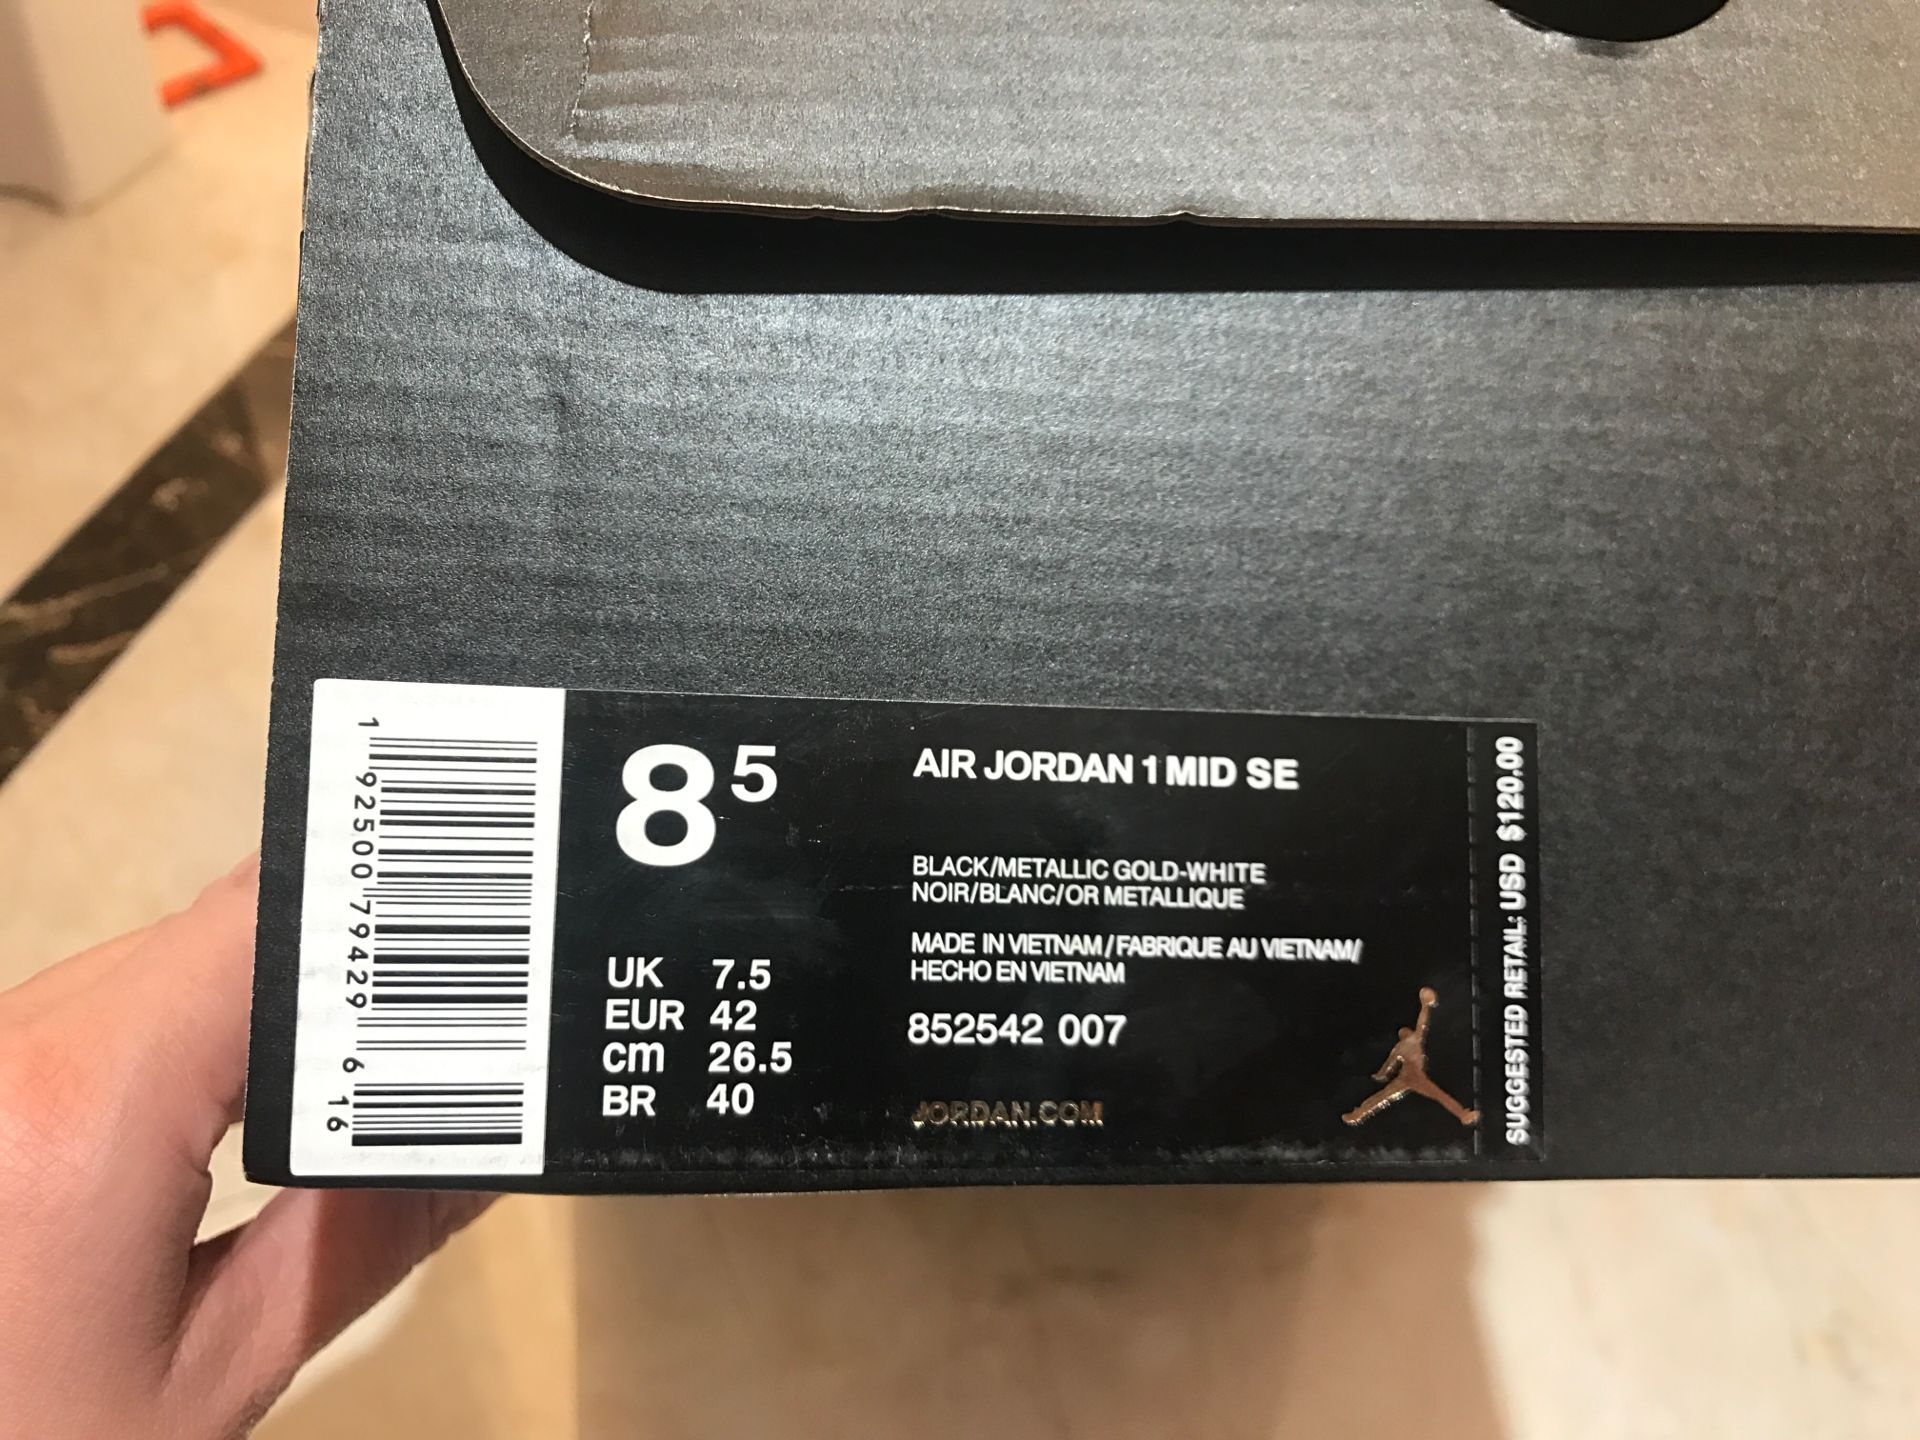 1 92500 79429 6 16
8 5
UK 7.5
EUR 42
cm 26.5
BR 40
AIR JORDAN 1 MID SE
BLACK/METALLIC GOLD-WHITE
NOIR/BLANC/OR METALLIQUE
MADE IN VIETNAM / FABRIQUE AU VIETNAM/
HECHO EN VIETNAM
852542 007
JORDAN.COM
SUGGESTED RETAIL: USD $120.00